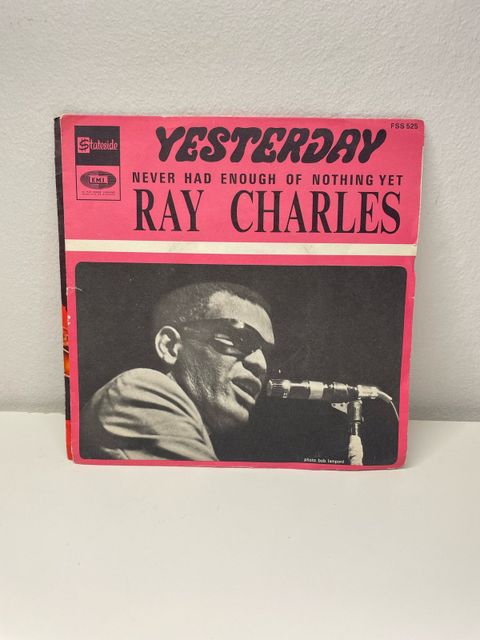 FSS 525
Stateside
YESTERDAY
EMI
NEVER HAD ENOUGH OF NOTHING YET
RAY CHARLES
photo bob lampard